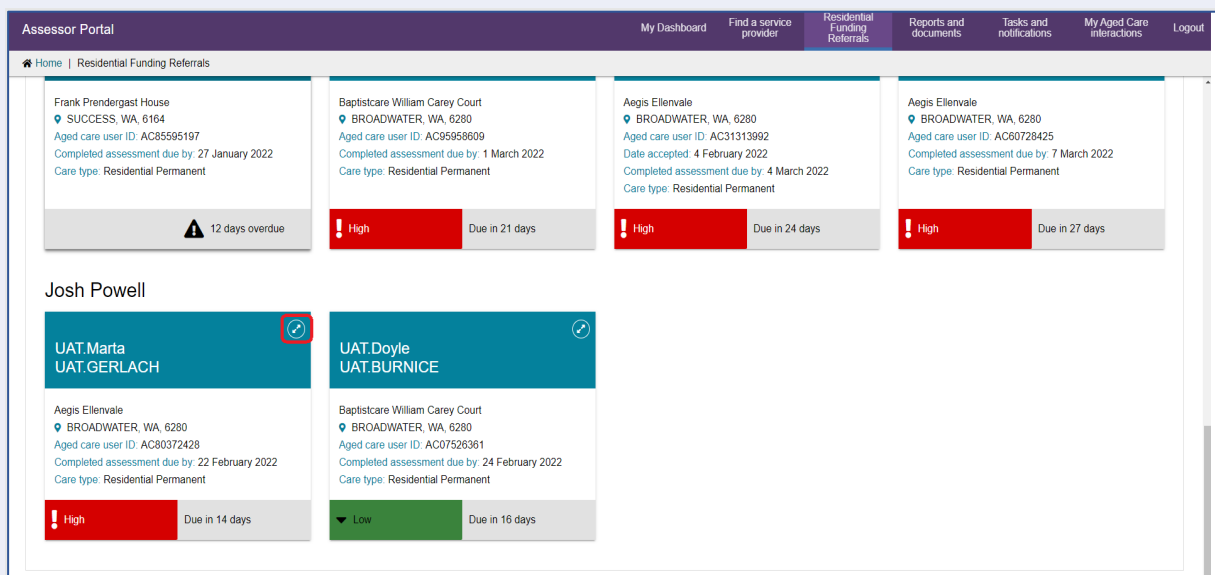 Assessor Portal
My Dashboard
Find a service
provider
Residential
Funding
Referrals
Reports and
documents
Tasks and
notifications
My Aged Care
interactions
Logout
Home | Residential Funding Referrals
Frank Prendergast House
SUCCESS, WA, 6164
Aged care user ID: AC85595197
Completed assessment due by: 27 January 2022
Care type: Residential Permanent
12 days overdue
Baptistcare William Carey Court
BROADWATER, WA, 6280
Aged care user ID: AC95958609
Completed assessment due by: 1 March 2022
Care type: Residential Permanent
High
Due in 21 days
Aegis Ellenvale
BROADWATER, WA, 6280
Aged care user ID: AC31313992
Date accepted: 4 February 2022
Completed assessment due by: 4 March 2022
Care type: Residential Permanent
High
Due in 24 days
Aegis Ellenvale
BROADWATER, WA, 6280
Aged care user ID: AC60728425
Completed assessment due by: 7 March 2022
Care type: Residential Permanent
High
Due in 27 days
Josh Powell
UAT.Marta
UAT.GERLACH
Aegis Ellenvale
BROADWATER, WA, 6280
Aged care user ID: AC80372428
Completed assessment due by: 22 February 2022
Care type: Residential Permanent
High
Due in 14 days
UAT.Doyle
UAT.BURNICE
Baptistcare William Carey Court
BROADWATER, WA, 6280
Aged care user ID: AC07526361
Completed assessment due by: 24 February 2022
Care type: Residential Permanent
Low
Due in 16 days